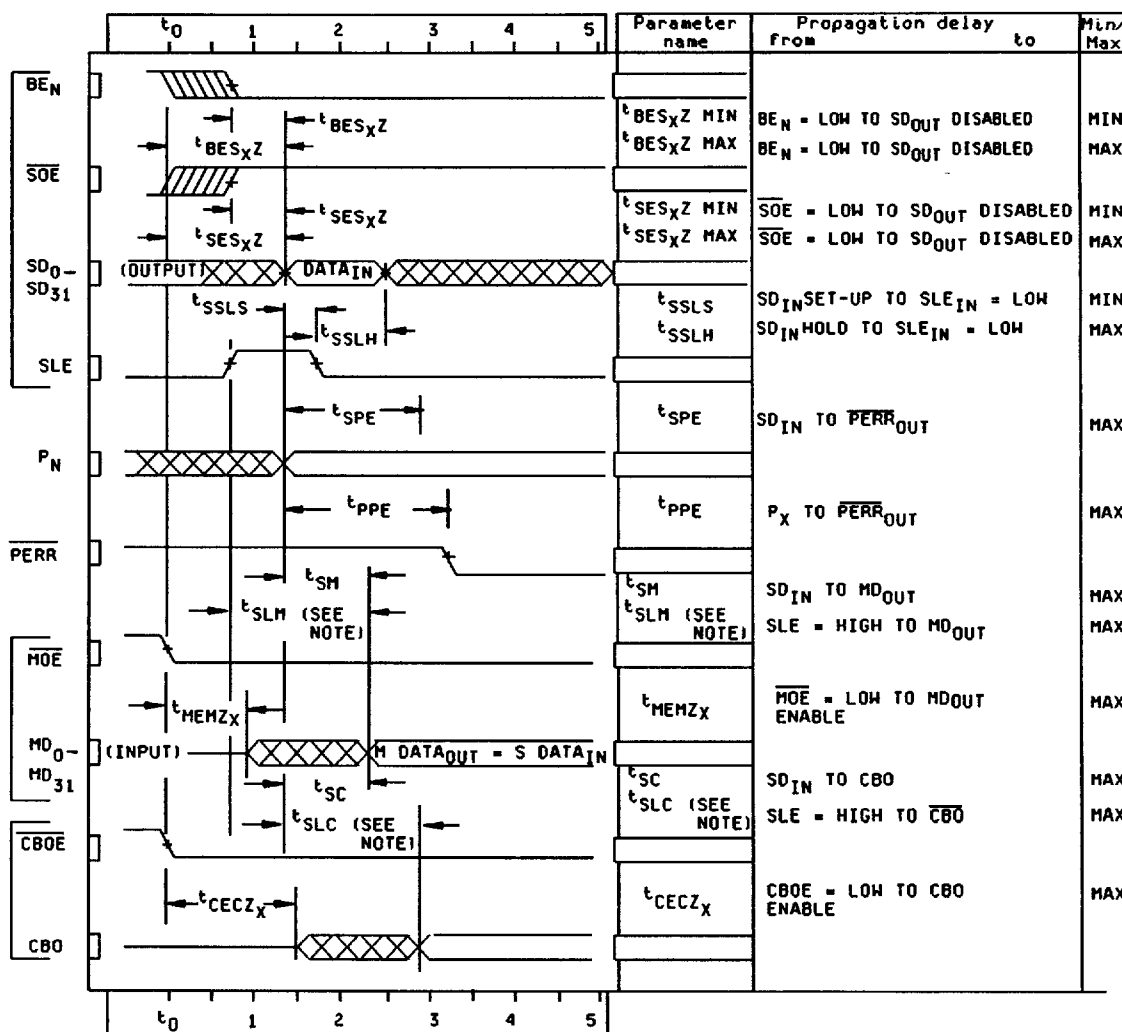 t0 1 2 3 4 5 Parameter name Propagation delay from to Min/ Max
BEN
tBESXZ tBESXZ MIN BEN = LOW TO SDOUT DISABLED MIN
tBESXZ tBESXZ MAX BEN = LOW TO SDOUT DISABLED MAX
SOE
tSESXZ tSESXZ MIN SOE = LOW TO SDOUT DISABLED MIN
tSESXZ tSESXZ MAX SOE = LOW TO SDOUT DISABLED MAX
SD0- SD31 (OUTPUT) DATAIN
tSSLS tSSLS SDIN SET-UP TO SLEIN = LOW MIN
tSSLH tSSLH SDIN HOLD TO SLEIN = LOW MAX
SLE
tSPE tSPE SDIN TO PERROUT MAX
PN
tPPE tPPE PX TO PERROUT MAX
PERR
tSM tSM SDIN TO MDOUT MAX
tSLM (SEE NOTE) tSLM (SEE NOTE) SLE = HIGH TO MDOUT MAX
MOE
tMEMZX tMEMZX MOE = LOW TO MDOUT ENABLE MAX
MD0- MD31 (INPUT) M DATAOUT = S DATAIN
tSC tSC SDIN TO CBO MAX
tSLC (SEE NOTE) tSLC (SEE NOTE) SLE = HIGH TO CBO MAX
CBOE
tCECZX tCECZX CBOE = LOW TO CBO ENABLE MAX
CBO
t0 1 2 3 4 5